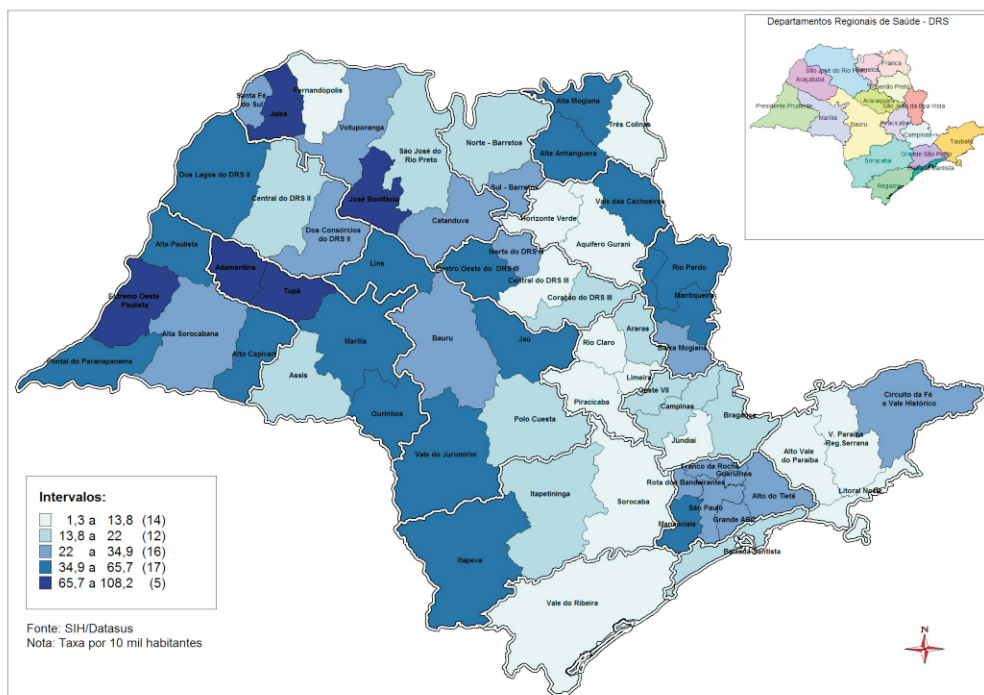 Departamentos Regionais de Saúde - DRS
Franca
São José do Rio Preto
Barretos
Araçatuba
Ribeirão Preto
Araraquara
São João da Boa Vista
Presidente Prudente
Marília
Bauru
Piracicaba
Campinas
Taubaté
Sorocaba
Grande São Paulo
Baixada Santista
Registro
Santa Fé
do Sul
Jales
Fernandópolis
Votuporanga
São José do
Rio Preto
Norte - Barretos
Alta Mogiana
Três Colinas
Alta Anhanguera
Dos Lagos do DRS II
Central do DRS II
José Bonifácio
Sul - Barretos
Vale das Cachoeiras
Catanduva
Horizonte Verde
Dos Consórcios
do DRS II
Aquífero Gurani
Alta Paulista
Adamantina
Lins
Centro Oeste do DRS III
Norte do DRS III
Central do DRS III
Rio Pardo
Tupã
Extremo Oeste
Paulista
Coração do DRS III
Mantiqueira
Alta Sorocabana
Marília
Bauru
Jaú
Araras
Rio Claro
Baixa Mogiana
Pontal do Paranapanema
Alto Capivari
Assis
Limeira
Oeste VII
Piracicaba
Campinas
Bragança
Circuito da Fé
e Vale Histórico
Ourinhos
Polo Cuesta
Jundiaí
V. Paraíba
Reg.Serrana
Alto Vale
do Paraíba
Vale do Jurumirim
Franco da Rocha
Guarulhos
Rota dos Bandeirantes
Alto do Tietê
Litoral Norte
Itapetininga
Sorocaba
São Paulo
Mananciais
Grande ABC
Baixada Santista
Itapeva
Vale do Ribeira
Intervalos:
1,3 a 13,8 (14)
13,8 a 22 (12)
22 a 34,9 (16)
34,9 a 65,7 (17)
65,7 a 108,2 (5)
Fonte: SIH/Datasus
Nota: Taxa por 10 mil habitantes
N